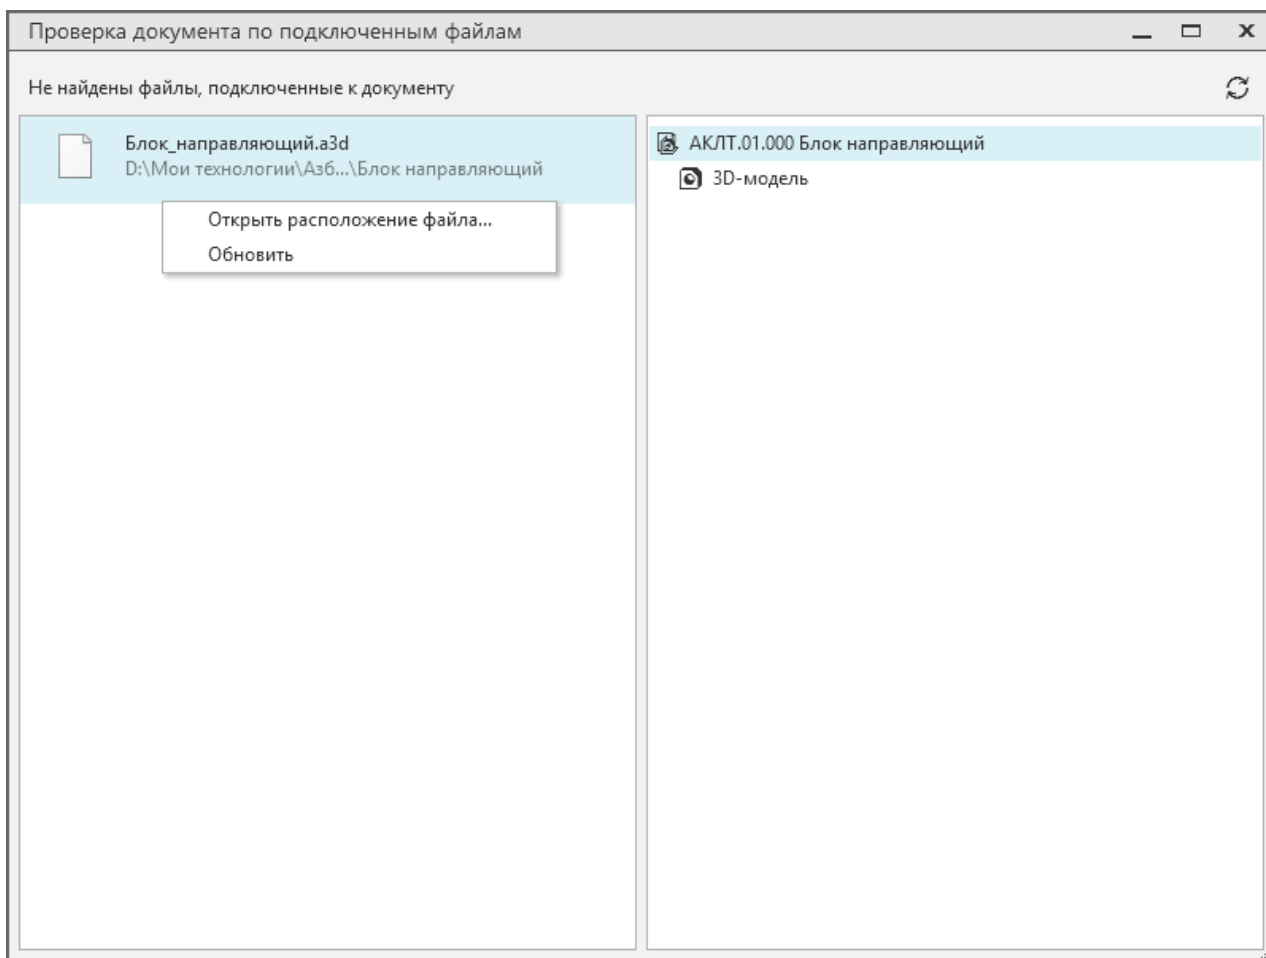 Проверка документа по подключенным файлам
Не найдены файлы, подключенные к документу
Блок_направляющий.a3d
D:\Мои технологии\Азб...\Блок направляющий
Открыть расположение файла...
Обновить
АКЛТ.01.000 Блок направляющий
3D-модель